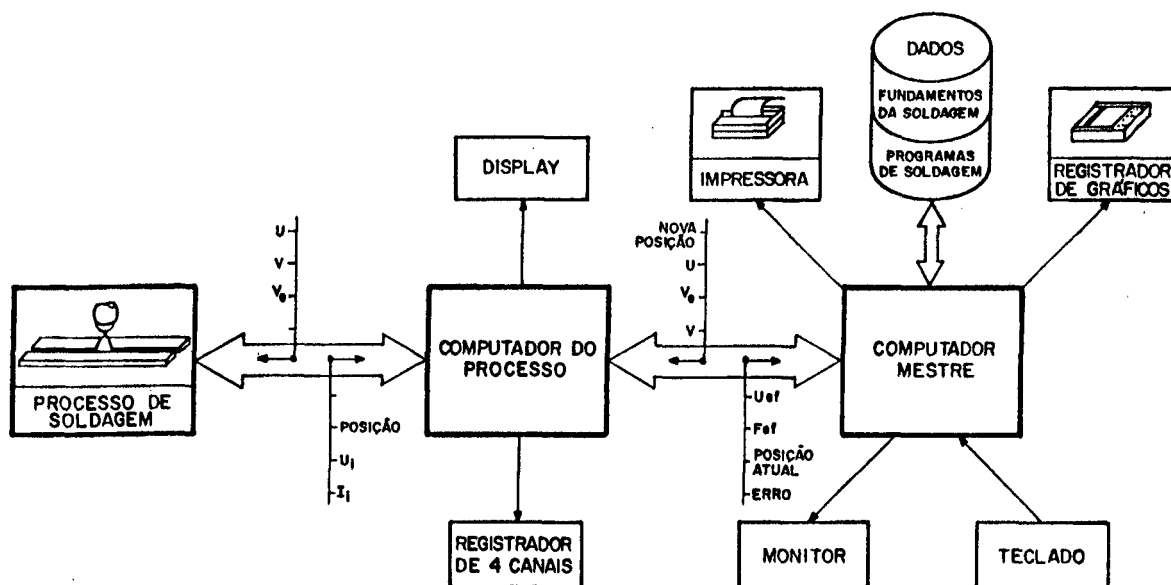 DADOS
FUNDAMENTOS
DA SOLDAGEM
PROGRAMAS
DE SOLDAGEM
IMPRESSORA
REGISTRADOR
DE GRÁFICOS
DISPLAY
U
V
Ve
NOVA
POSIÇÃO
U
Ve
V
PROCESSO DE
SOLDAGEM
COMPUTADOR DO
PROCESSO
COMPUTADOR
MESTRE
POSIÇÃO
Ui
Ii
Uef
Fef
POSIÇÃO
ATUAL
ERRO
REGISTRADOR
DE 4 CANAIS
MONITOR
TECLADO